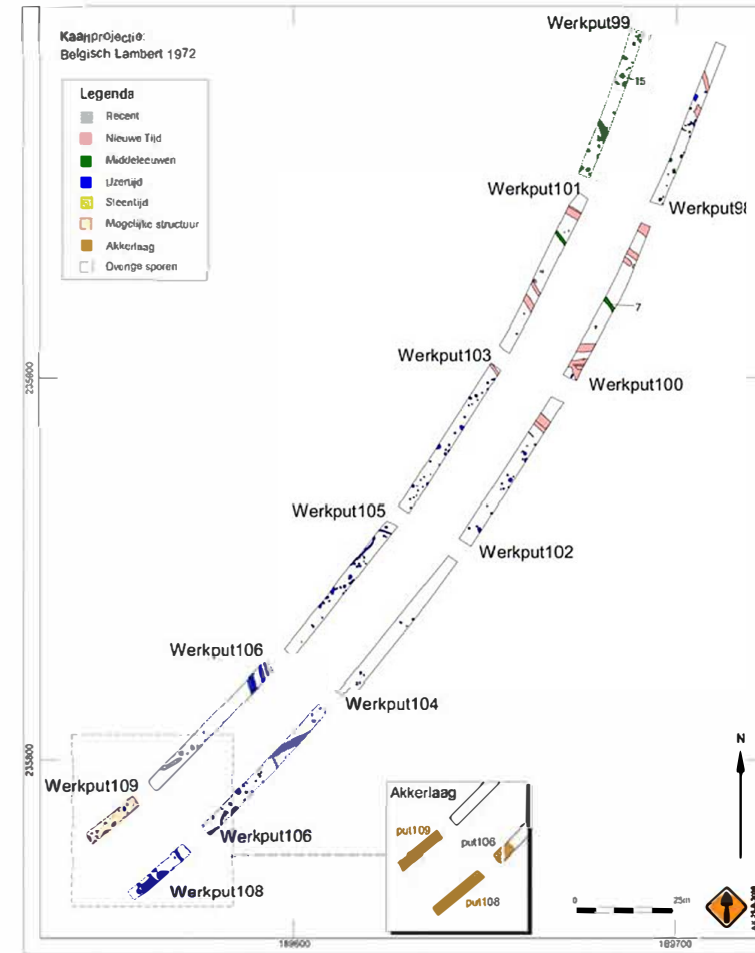 Kaartprojectie:
Belgisch Lambert 1972
Legenda
Recent
Nieuwe Tijd
Middeleeuwen
IJzertijd
Steentijd
Mogelijke structuur
Akkerlaag
Overige sporen
Werkput99
15
Werkput98
Werkput101
7
Werkput103
Werkput100
Werkput105
Werkput102
Werkput106
Werkput104
Werkput109
Werkput106
Werkput108
Akkerlaag
put109
put106
put108
N
0
25m
235800
189600
189700